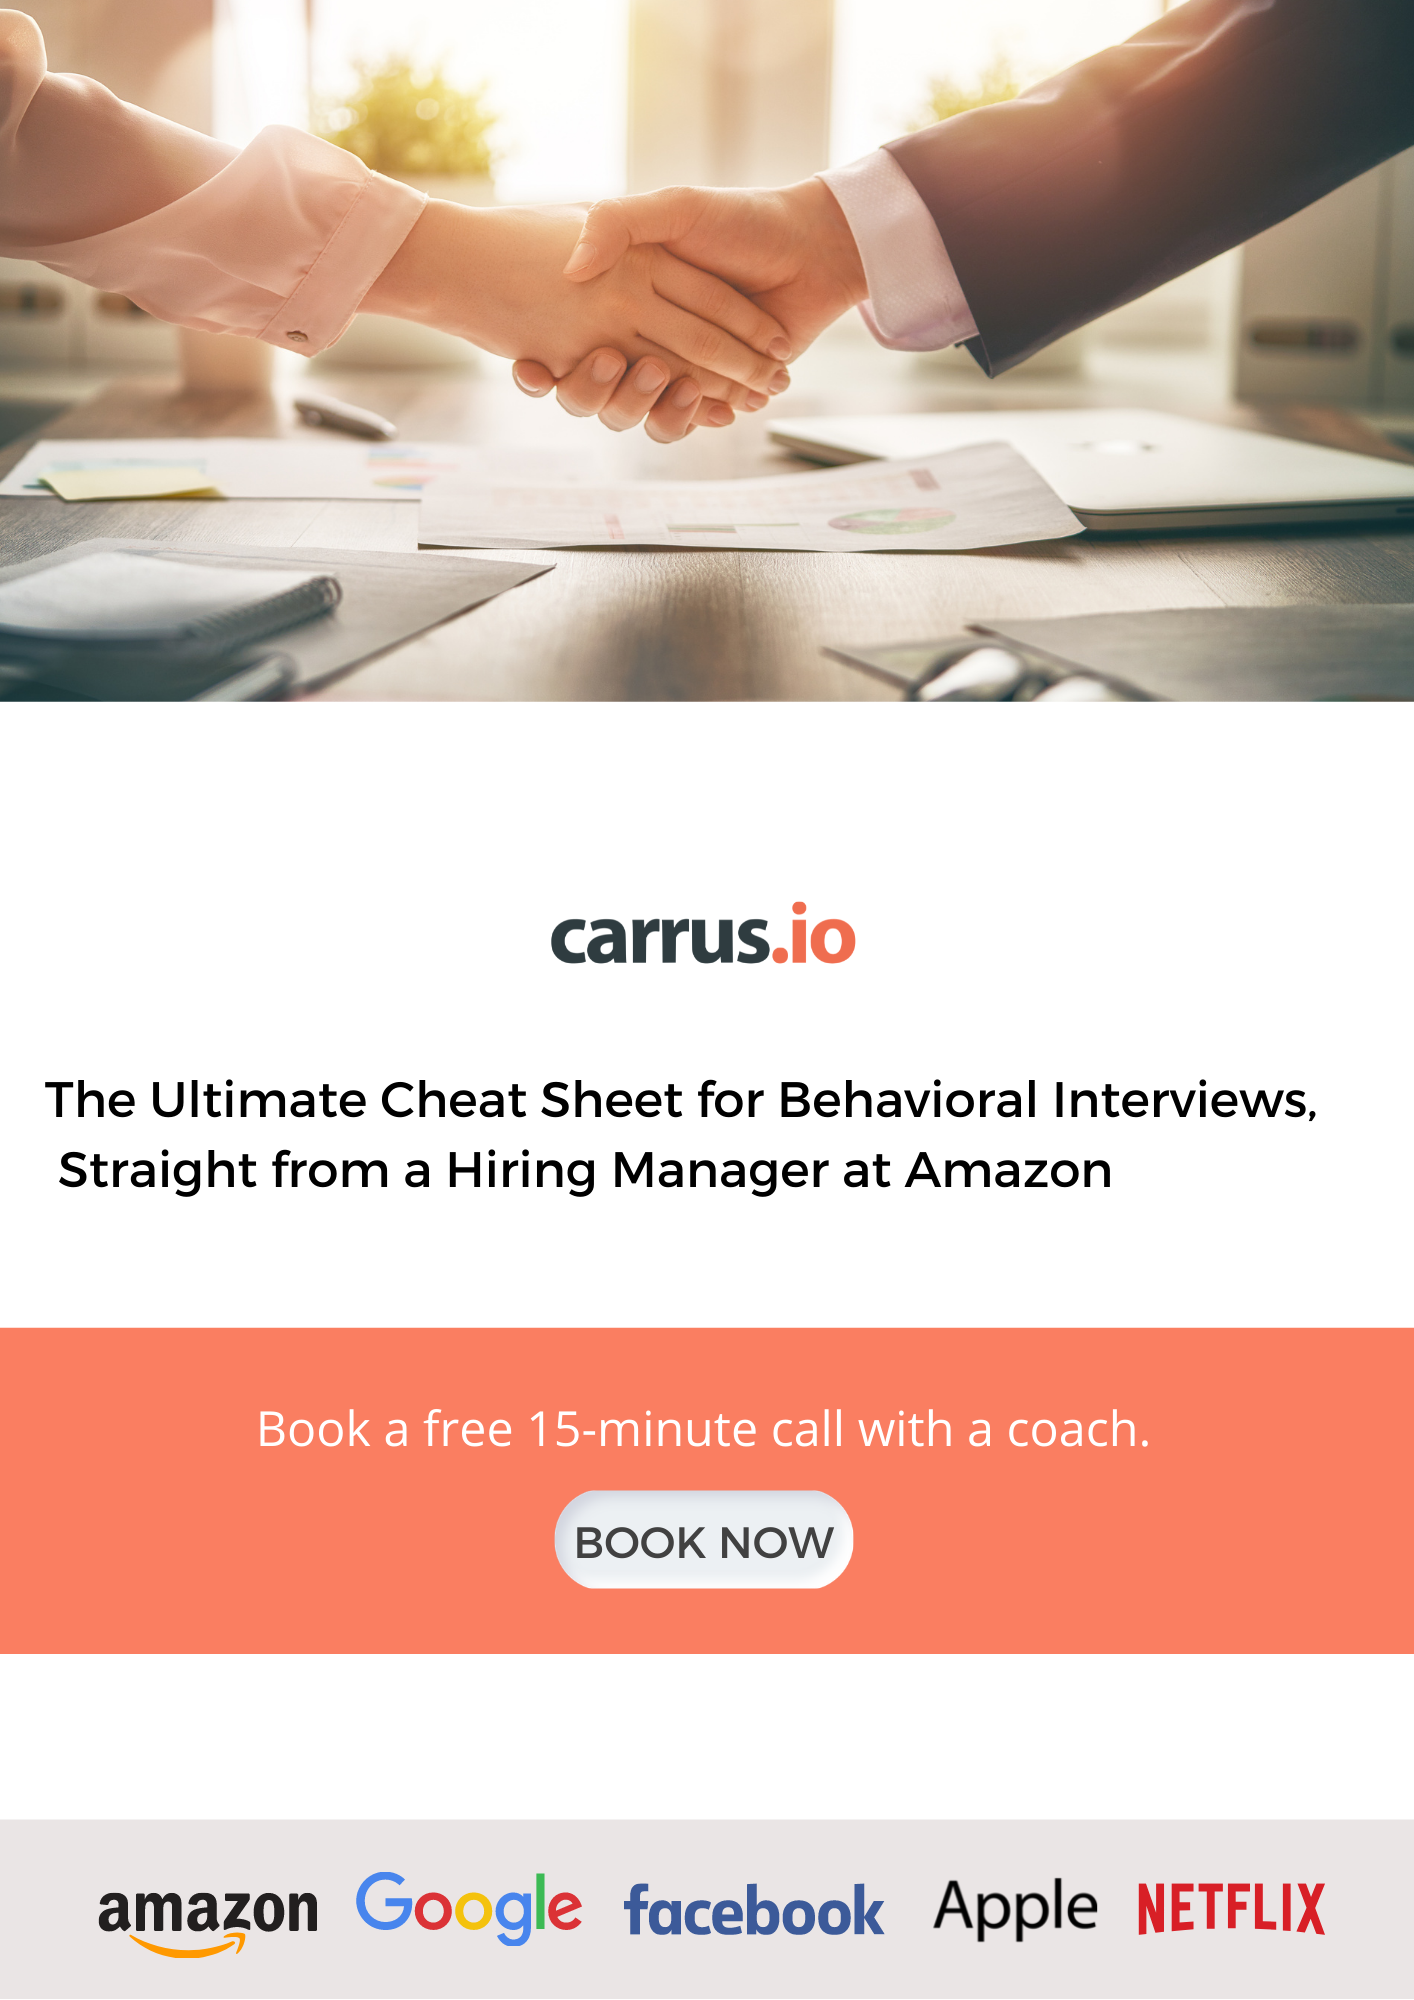 carrus.io
The Ultimate Cheat Sheet for Behavioral Interviews,
Straight from a Hiring Manager at Amazon
Book a free 15-minute call with a coach.
BOOK NOW
amazon Google facebook Apple NETFLIX